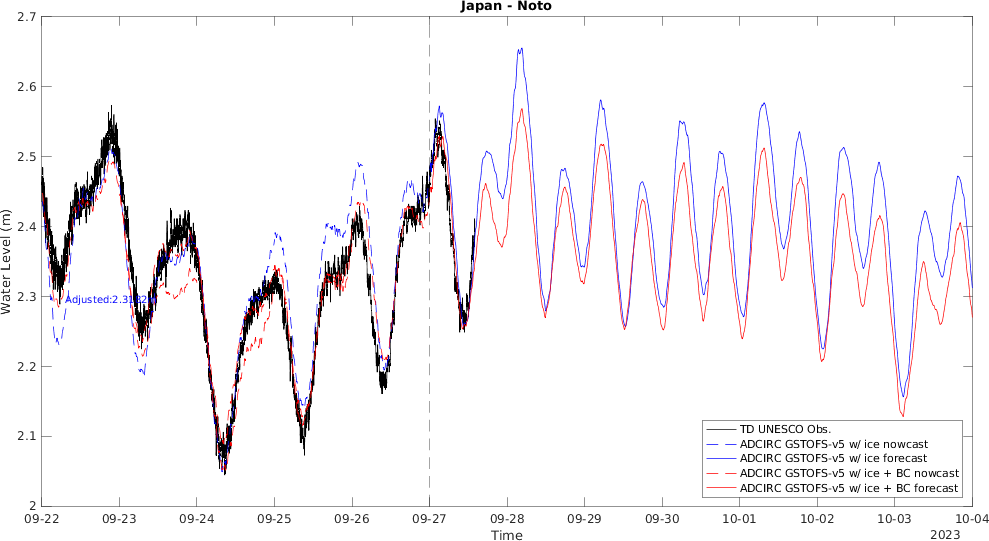 Japan - Noto
2.7
2.6
2.5
2.4
2.3
2.2
2.1
2
Water Level (m)
TD UNESCO Obs.
ADCIRC GSTOFS-v5 w/ ice nowcast
ADCIRC GSTOFS-v5 w/ ice forecast
ADCIRC GSTOFS-v5 w/ ice + BC nowcast
ADCIRC GSTOFS-v5 w/ ice + BC forecast
09-22 09-23 09-24 09-25 09-26 09-27 09-28 09-29 09-30 10-01 10-02 10-03 10-04
Time
2023